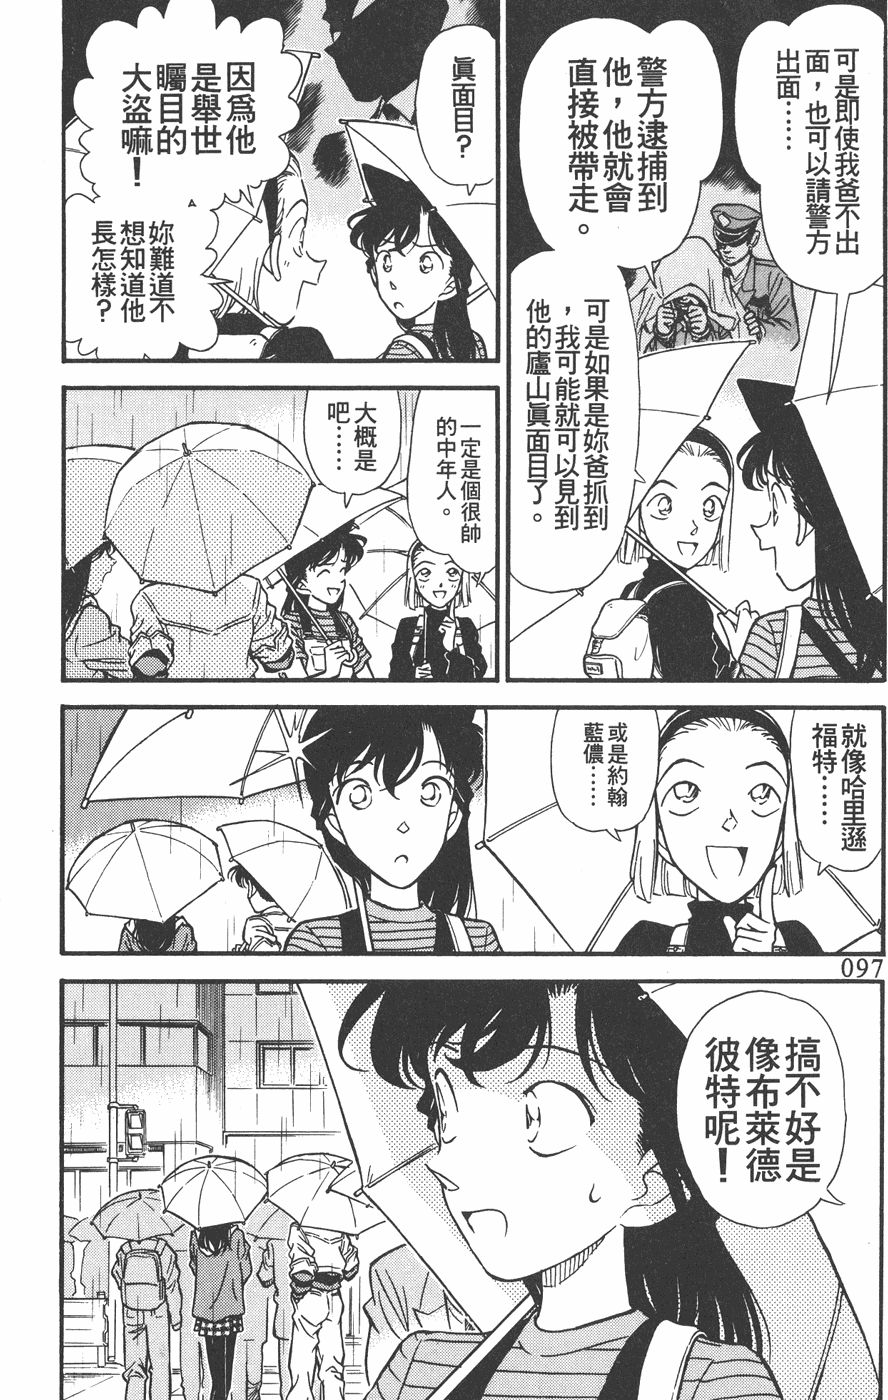 可是即使我爸不出
面，也可以請警方
出面……
警方逮捕到
他，他就會
直接被帶走。
可是如果是妳爸抓到
，我可能就可以見到
他的廬山眞面目了。
眞面目？
因爲他
是舉世
矚目的
大盜嘛！
妳難道不
想知道他
長怎樣？
一定是個很帥
的中年人。
大概是
吧……
就像哈里遜
福特……
或是約翰
藍儂……
097
搞不好是
像布萊德
彼特呢！